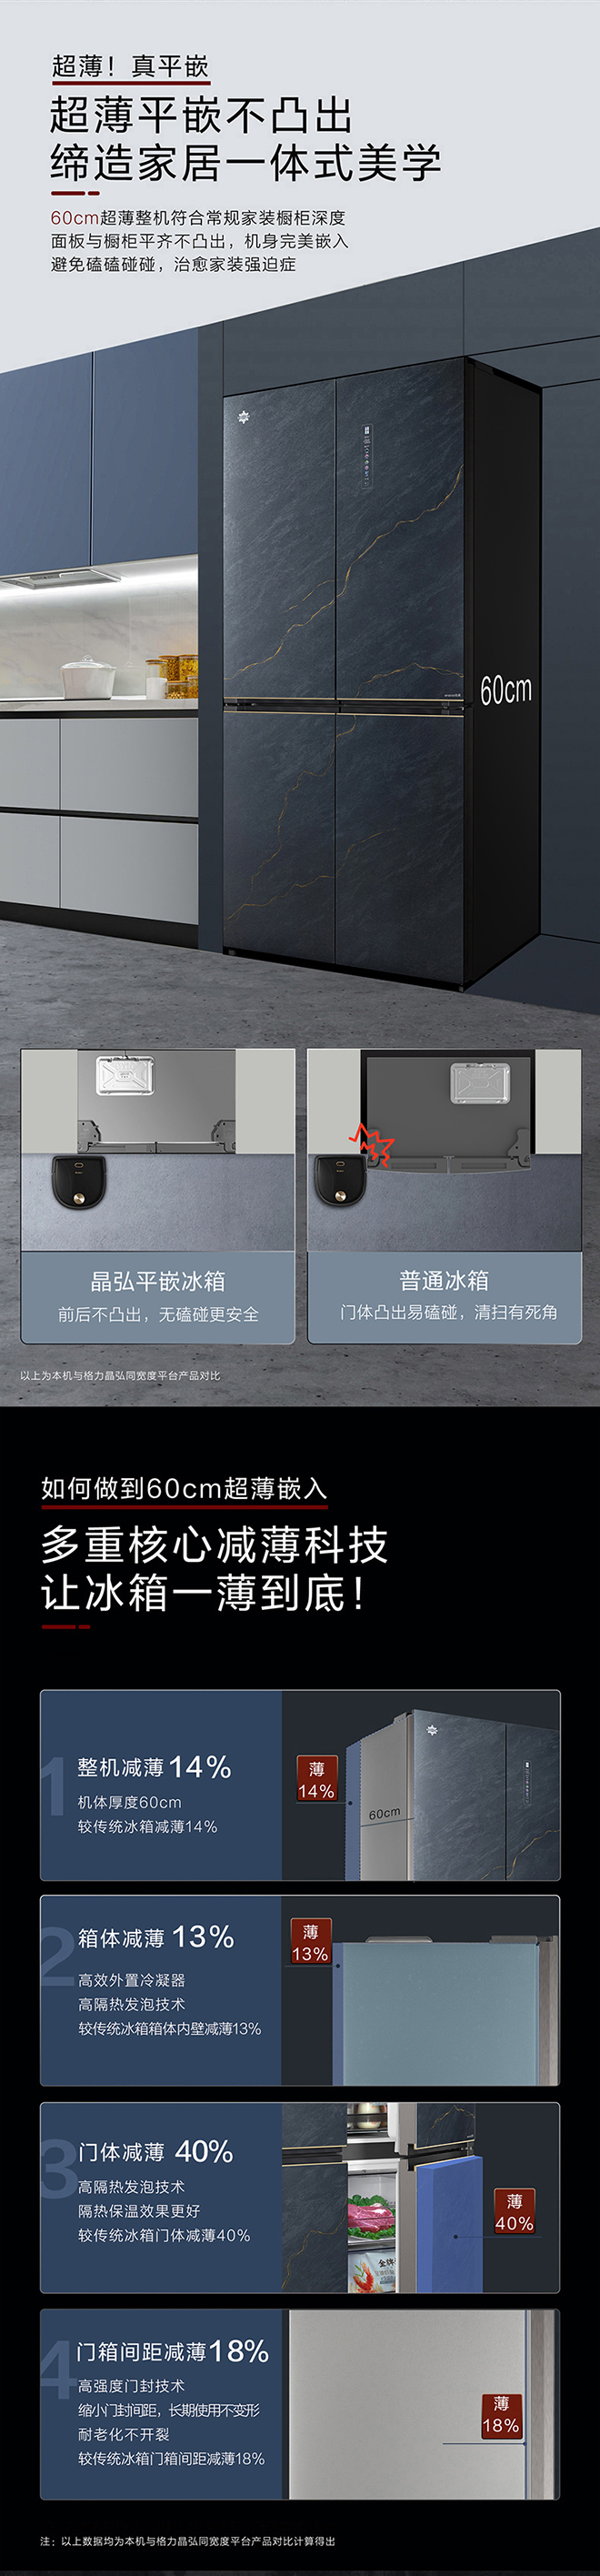 超薄！真平嵌
超薄平嵌不凸出
缔造家居一体式美学
60cm超薄整机符合常规家装橱柜深度
面板与橱柜平齐不凸出，机身完美嵌入
避免磕磕碰碰，治愈家装强迫症
60cm
晶弘平嵌冰箱
前后不凸出，无磕碰更安全
普通冰箱
门体凸出易磕碰，清扫有死角
以上为本机与格力晶弘同宽度平台产品对比
如何做到60cm超薄嵌入
多重核心减薄科技
让冰箱一薄到底！
1
整机减薄14%
机体厚度60cm
较传统冰箱减薄14%
薄
14%
60cm
2
箱体减薄13%
高效外置冷凝器
高隔热发泡技术
较传统冰箱箱体内壁减薄13%
薄
13%
3
门体减薄 40%
高隔热发泡技术
隔热保温效果更好
较传统冰箱门体减薄40%
薄
40%
金牌
4
门箱间距减薄18%
高强度门封技术
缩小门封间距，长期使用不变形
耐老化不开裂
较传统冰箱门箱间距减薄18%
薄
18%
注：以上数据均为本机与格力晶弘同宽度平台产品对比计算得出